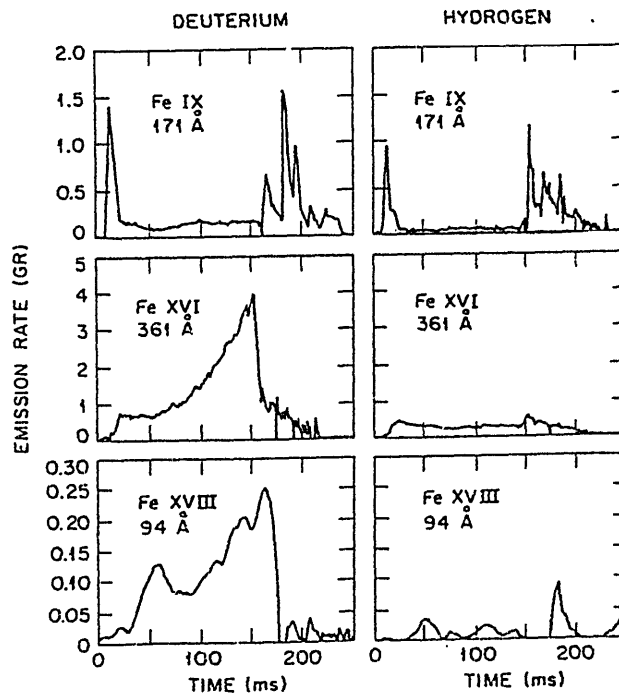 DEUTERIUM HYDROGEN
2.0
1.5
1.0
0.5
0
Fe IX
171 Å
Fe IX
171 Å
5
4
3
2
1
0
Fe XVI
361 Å
Fe XVI
361 Å
0.30
0.25
0.20
0.15
0.10
0.05
0
Fe XVIII
94 Å
Fe XVIII
94 Å
EMISSION RATE (GR)
0 100 200
0 100 200
TIME (ms) TIME (ms)